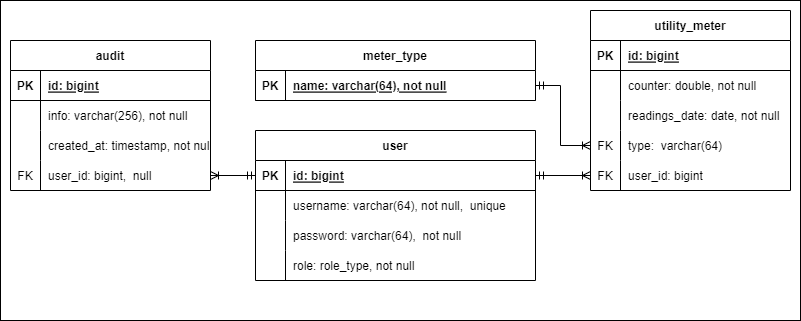 audit
PK id: bigint
info: varchar(256), not null
created_at: timestamp, not nul
FK user_id: bigint, null
meter_type
PK name: varchar(64), not null
user
PK id: bigint
username: varchar(64), not null, unique
password: varchar(64), not null
role: role_type, not null
utility_meter
PK id: bigint
counter: double, not null
readings_date: date, not null
FK type: varchar(64)
FK user_id: bigint